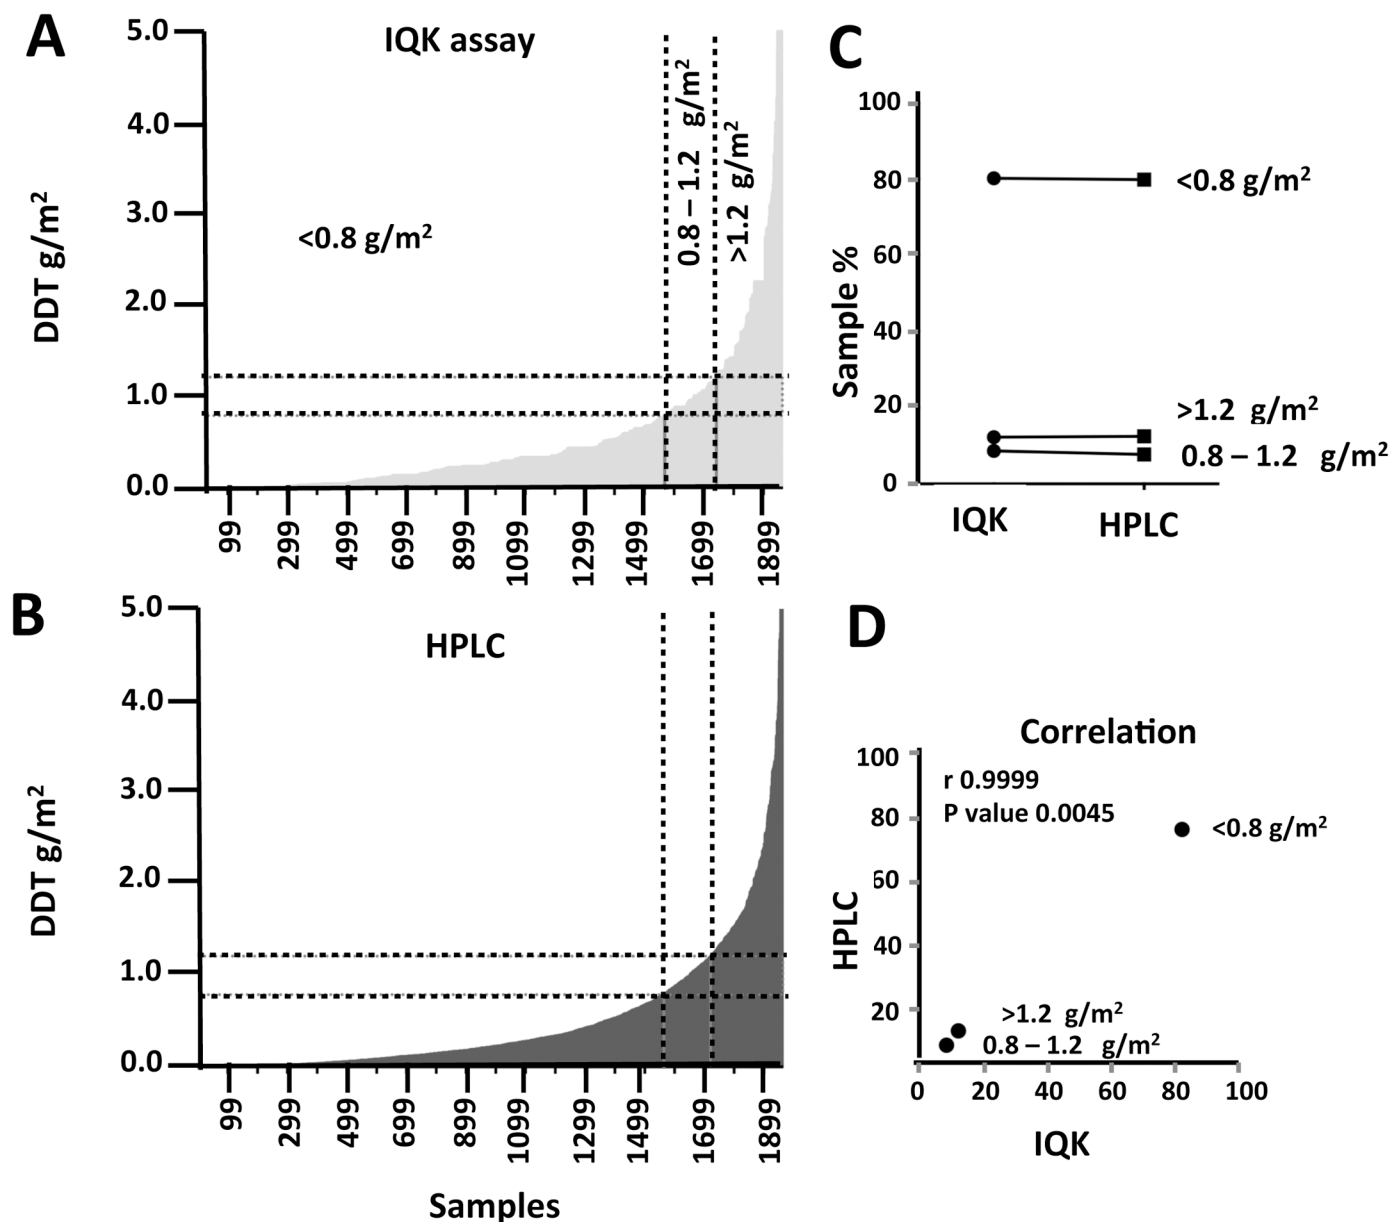 A
IQK assay
DDT g/m²
5.0
4.0
3.0
2.0
1.0
0.0
<0.8 g/m²
0.8 – 1.2 g/m²
>1.2 g/m²
99
299
499
699
899
1099
1299
1499
1699
1899
B
HPLC
DDT g/m²
5.0
4.0
3.0
2.0
1.0
0.0
99
299
499
699
899
1099
1299
1499
1699
1899
Samples
C
Sample %
100
80
60
40
20
0
<0.8 g/m²
>1.2 g/m²
0.8 – 1.2 g/m²
IQK
HPLC
D
Correlation
r 0.9999
P value 0.0045
HPLC
100
80
60
40
20
<0.8 g/m²
>1.2 g/m²
0.8 – 1.2 g/m²
0
20
40
60
80
100
IQK